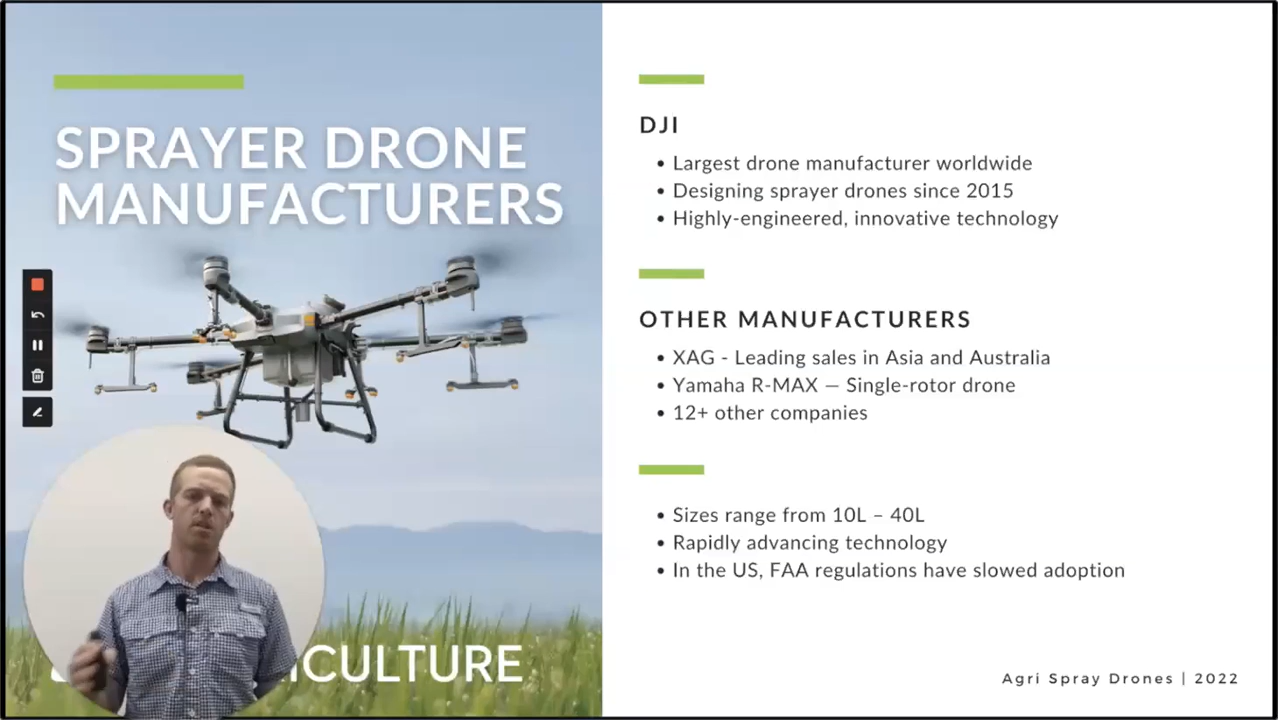 SPRAYER DRONE
MANUFACTURERS
DJI
• Largest drone manufacturer worldwide
• Designing sprayer drones since 2015
• Highly-engineered, innovative technology
OTHER MANUFACTURERS
• XAG - Leading sales in Asia and Australia
• Yamaha R-MAX — Single-rotor drone
• 12+ other companies
• Sizes range from 10L – 40L
• Rapidly advancing technology
• In the US, FAA regulations have slowed adoption
ICULTURE
Agri Spray Drones | 2022